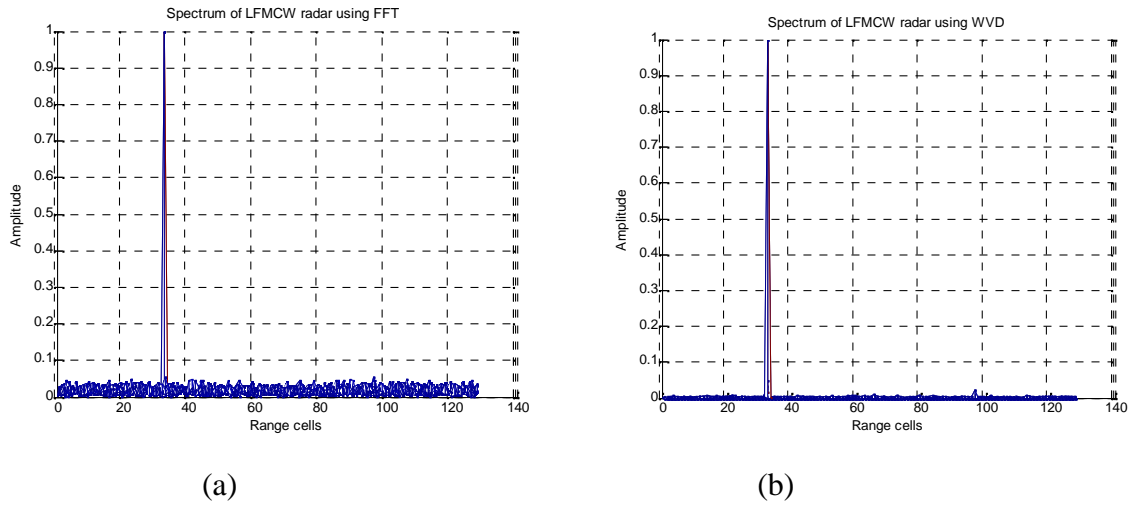 Spectrum of LFMCW radar using FFT
1
0.9
0.8
0.7
0.6
0.5
0.4
0.3
0.2
0.1
0
Amplitude
0 20 40 60 80 100 120 140
Range cells
(a)
Spectrum of LFMCW radar using WVD
1
0.9
0.8
0.7
0.6
0.5
0.4
0.3
0.2
0.1
0
Amplitude
0 20 40 60 80 100 120 140
Range cells
(b)